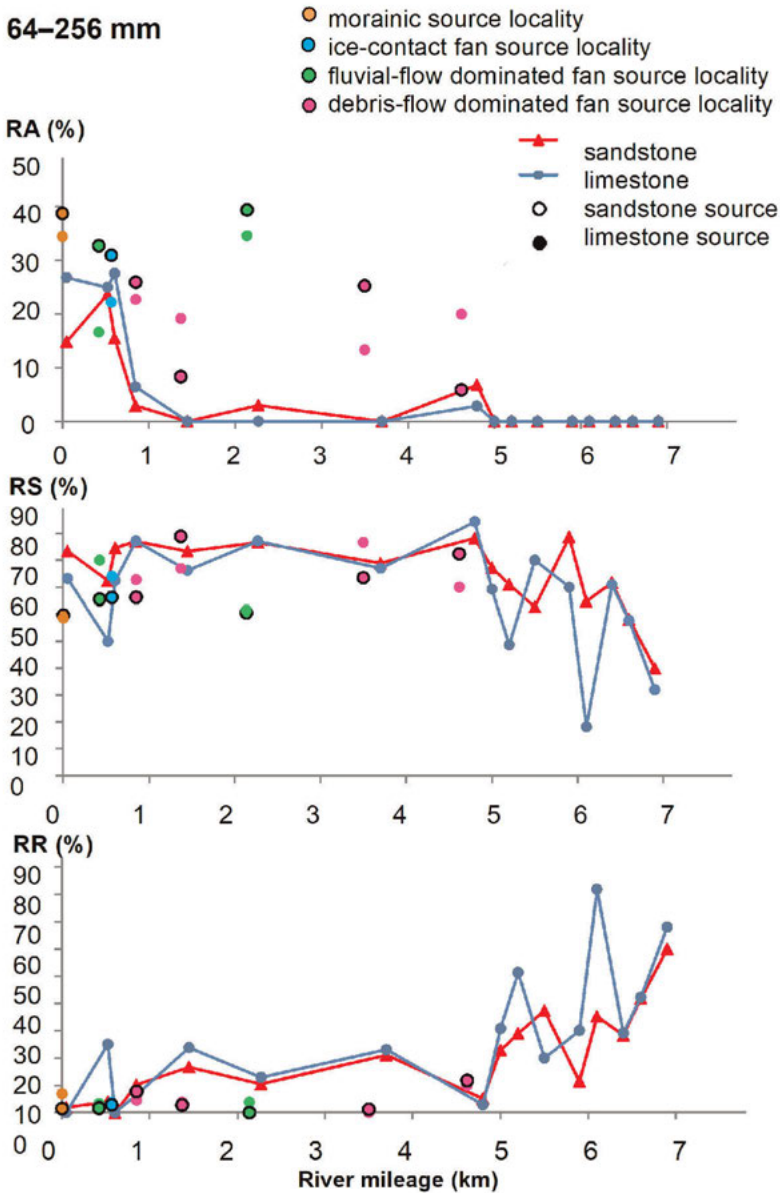 64–256 mm
morainic source locality
ice-contact fan source locality
fluvial-flow dominated fan source locality
debris-flow dominated fan source locality
RA (%)
sandstone
limestone
sandstone source
limestone source
50
40
30
20
10
0
0 1 2 3 4 5 6 7
RS (%)
90
80
70
60
50
40
30
20
10
0
0 1 2 3 4 5 6 7
RR (%)
90
80
70
60
50
40
30
20
10
0
0 1 2 3 4 5 6 7
River mileage (km)